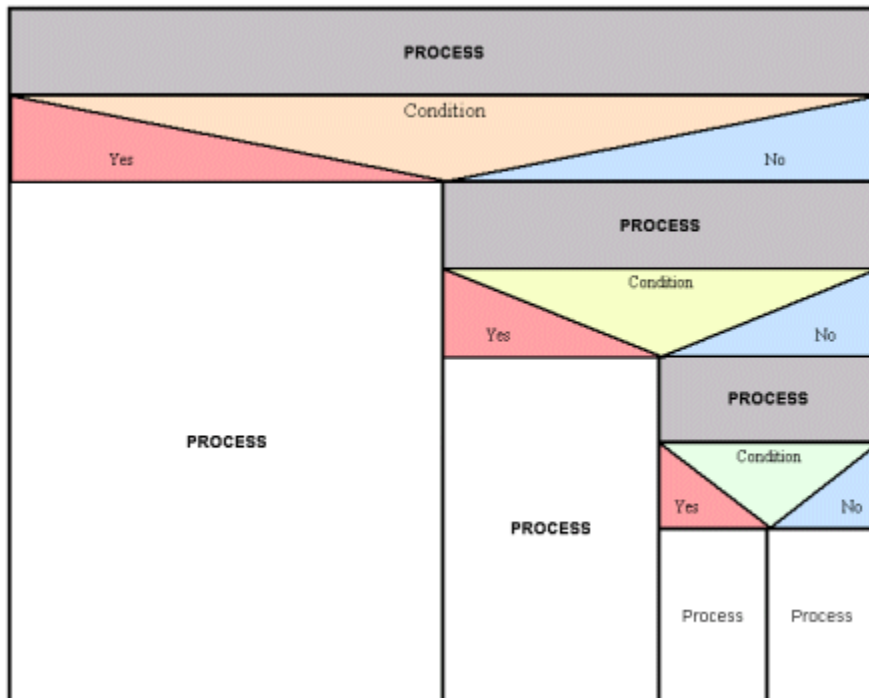 PROCESS
Condition
Yes
No
PROCESS
Condition
Yes
No
PROCESS
PROCESS
Condition
Yes
No
PROCESS
Process
Process